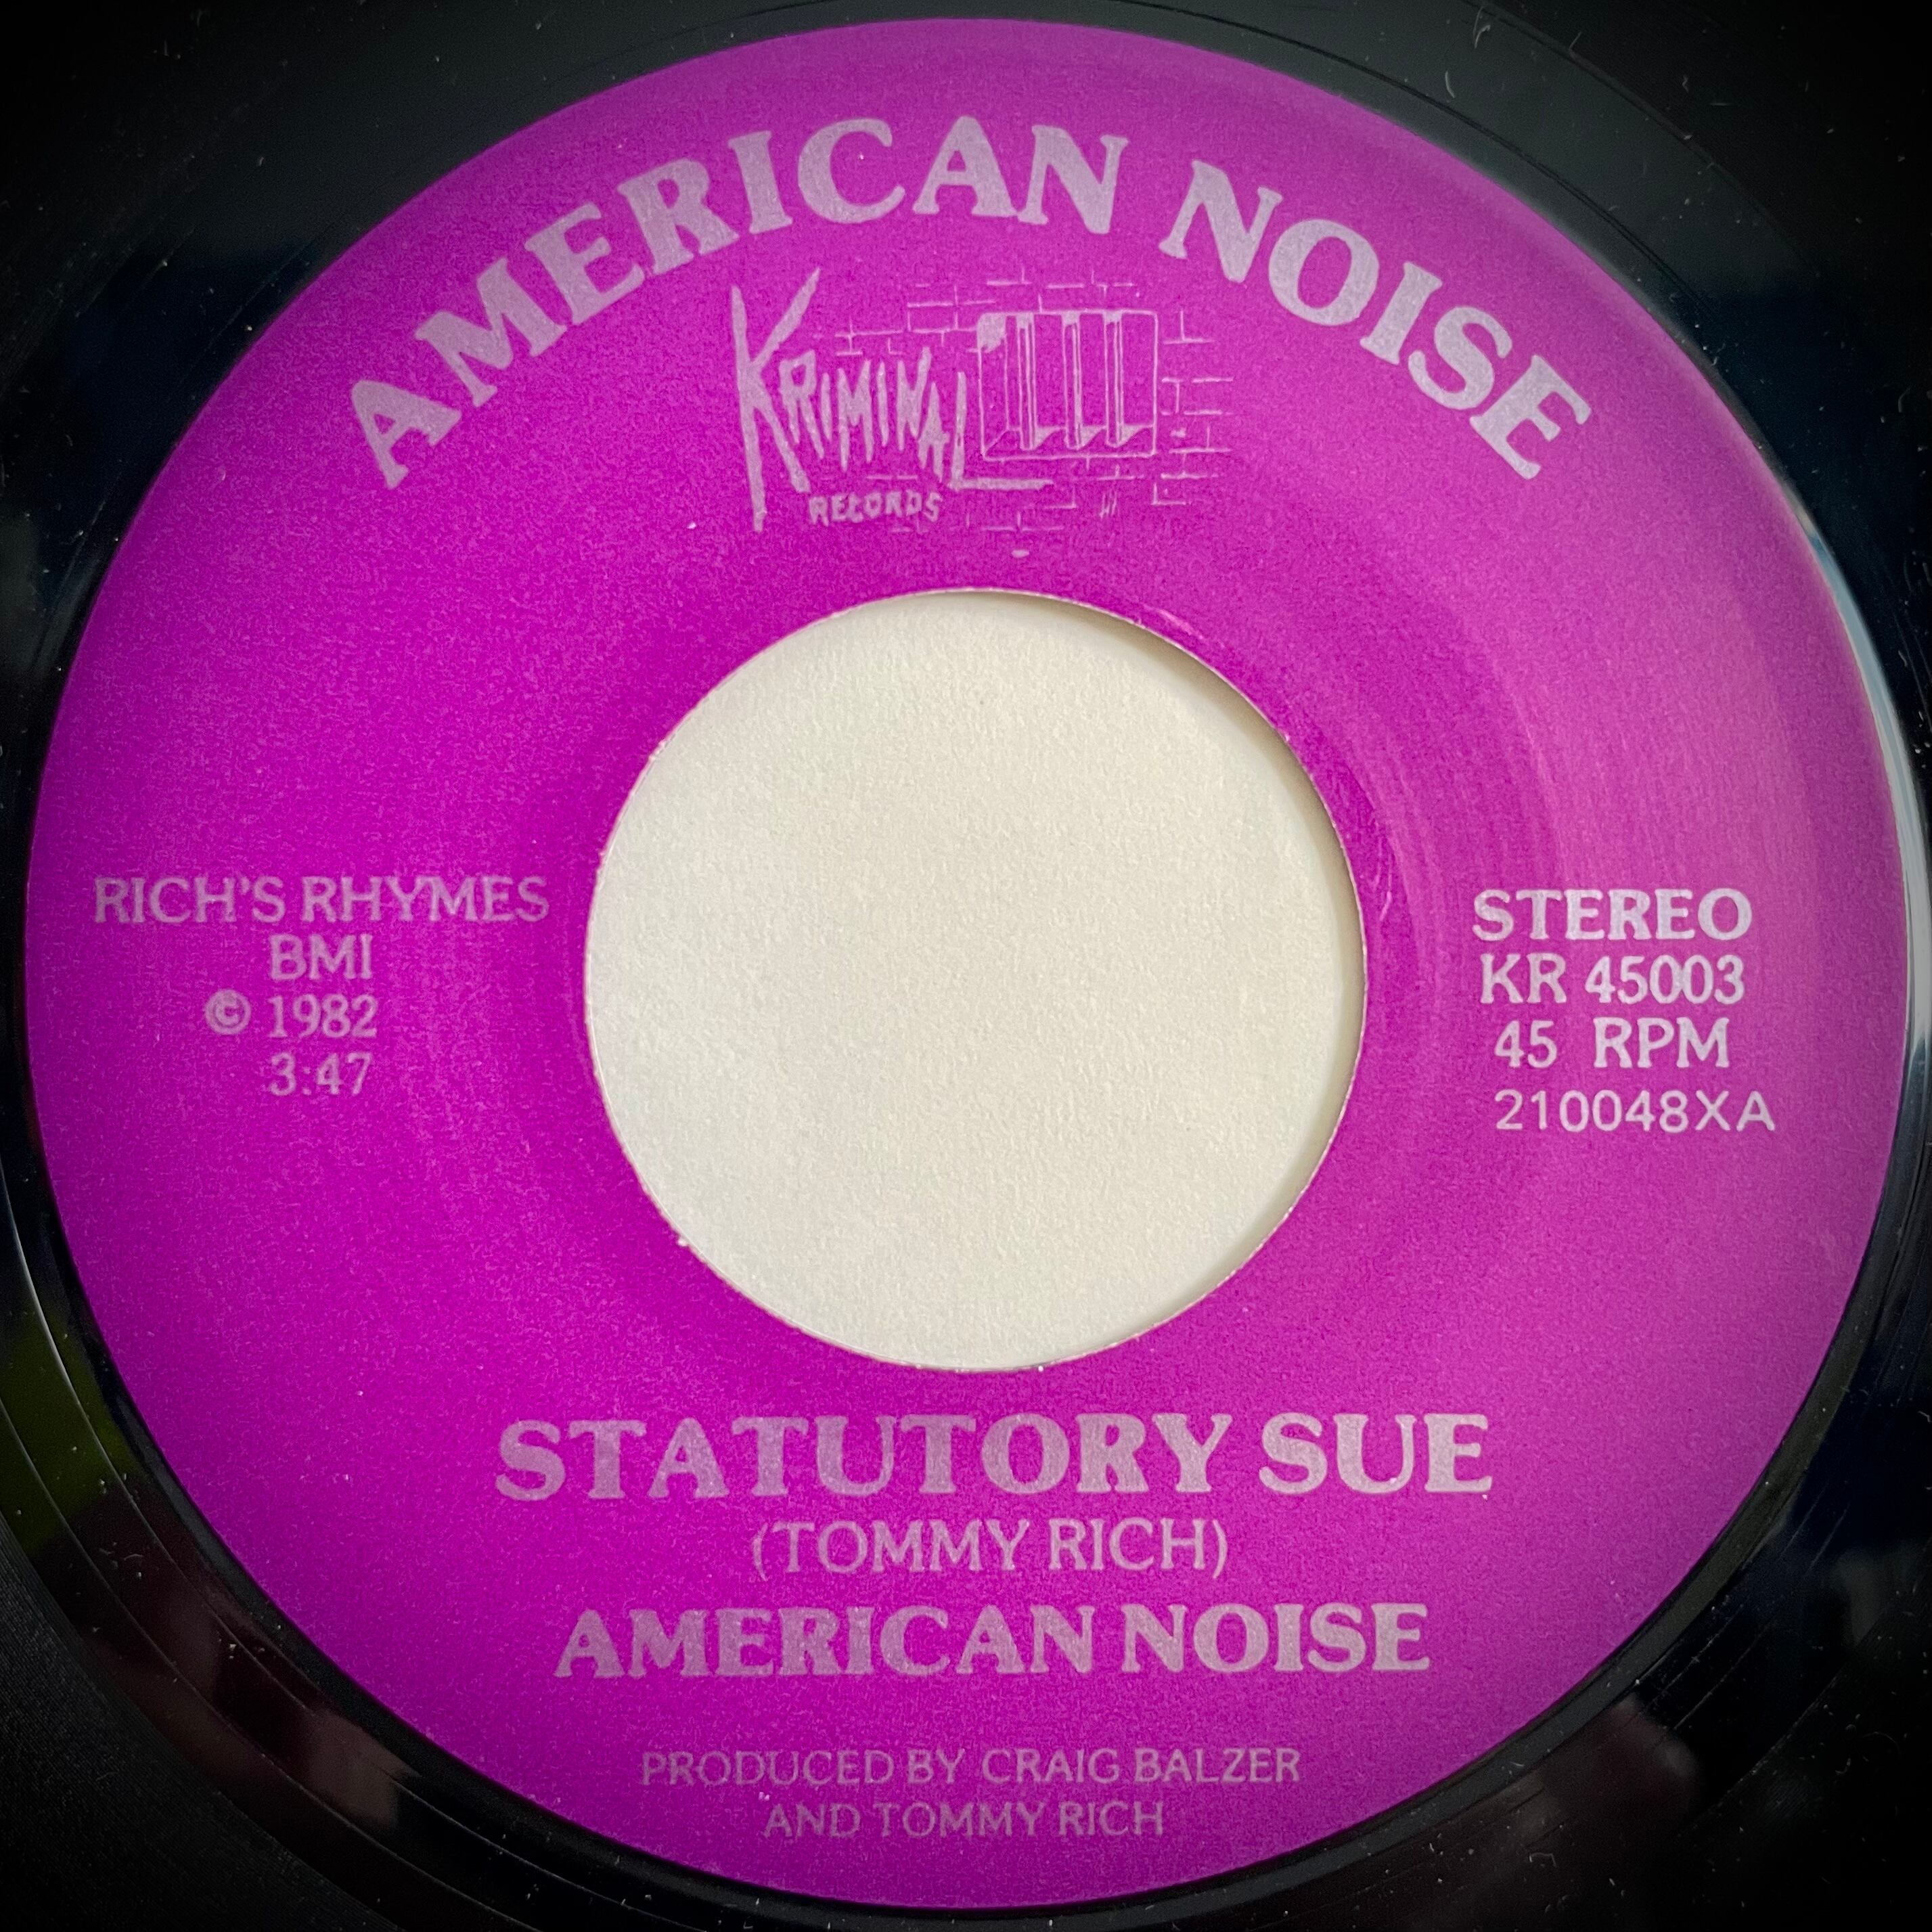 AMERICAN NOISE
KRIMINAL
RECORDS
RICH'S RHYMES
BMI
© 1982
3:47
STEREO
KR 45003
45 RPM
210048XA
STATUTORY SUE
(TOMMY RICH)
AMERICAN NOISE
PRODUCED BY CRAIG BALZER
AND TOMMY RICH